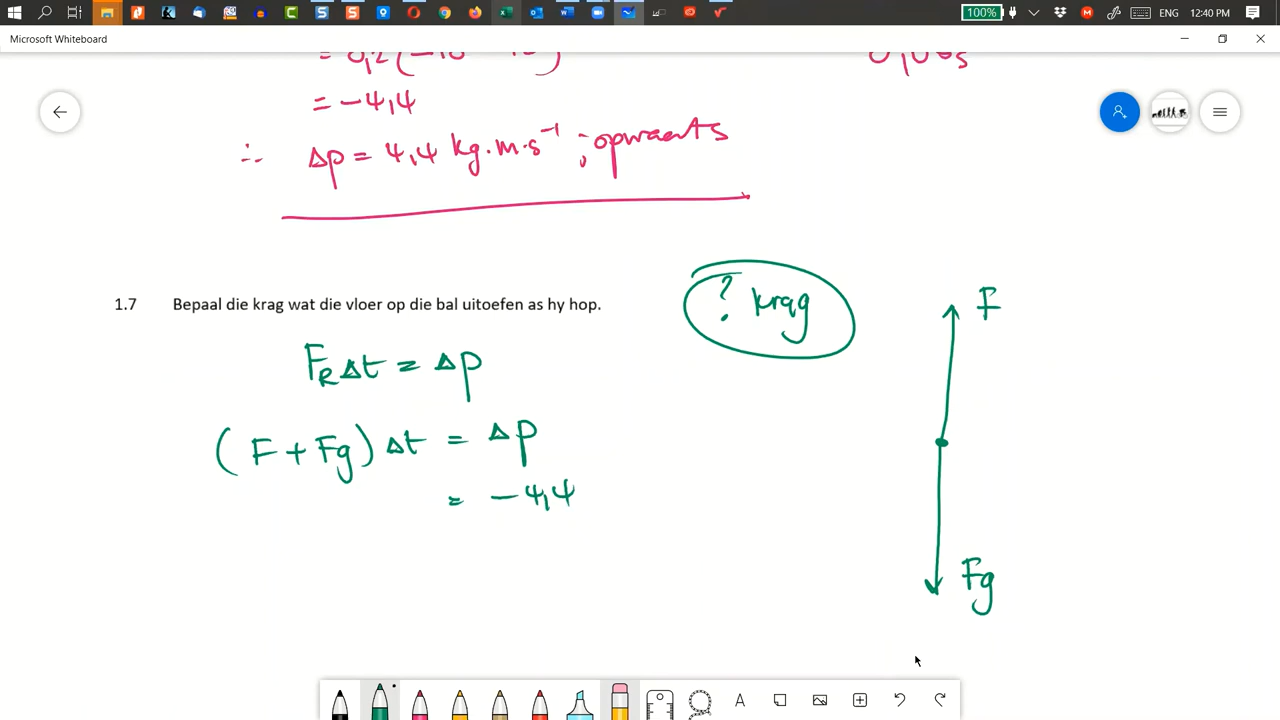 100% ENG 12:40 PM
Microsoft Whiteboard
= -4,4
∴ Δp = 4,4 kg·m·s⁻¹ ; opwaarts
? krag
F
1.7 Bepaal die krag wat die vloer op die bal uitoefen as hy hop.
F_R Δt = Δp
(F + Fg) Δt = Δp
= -4,4
Fg
A